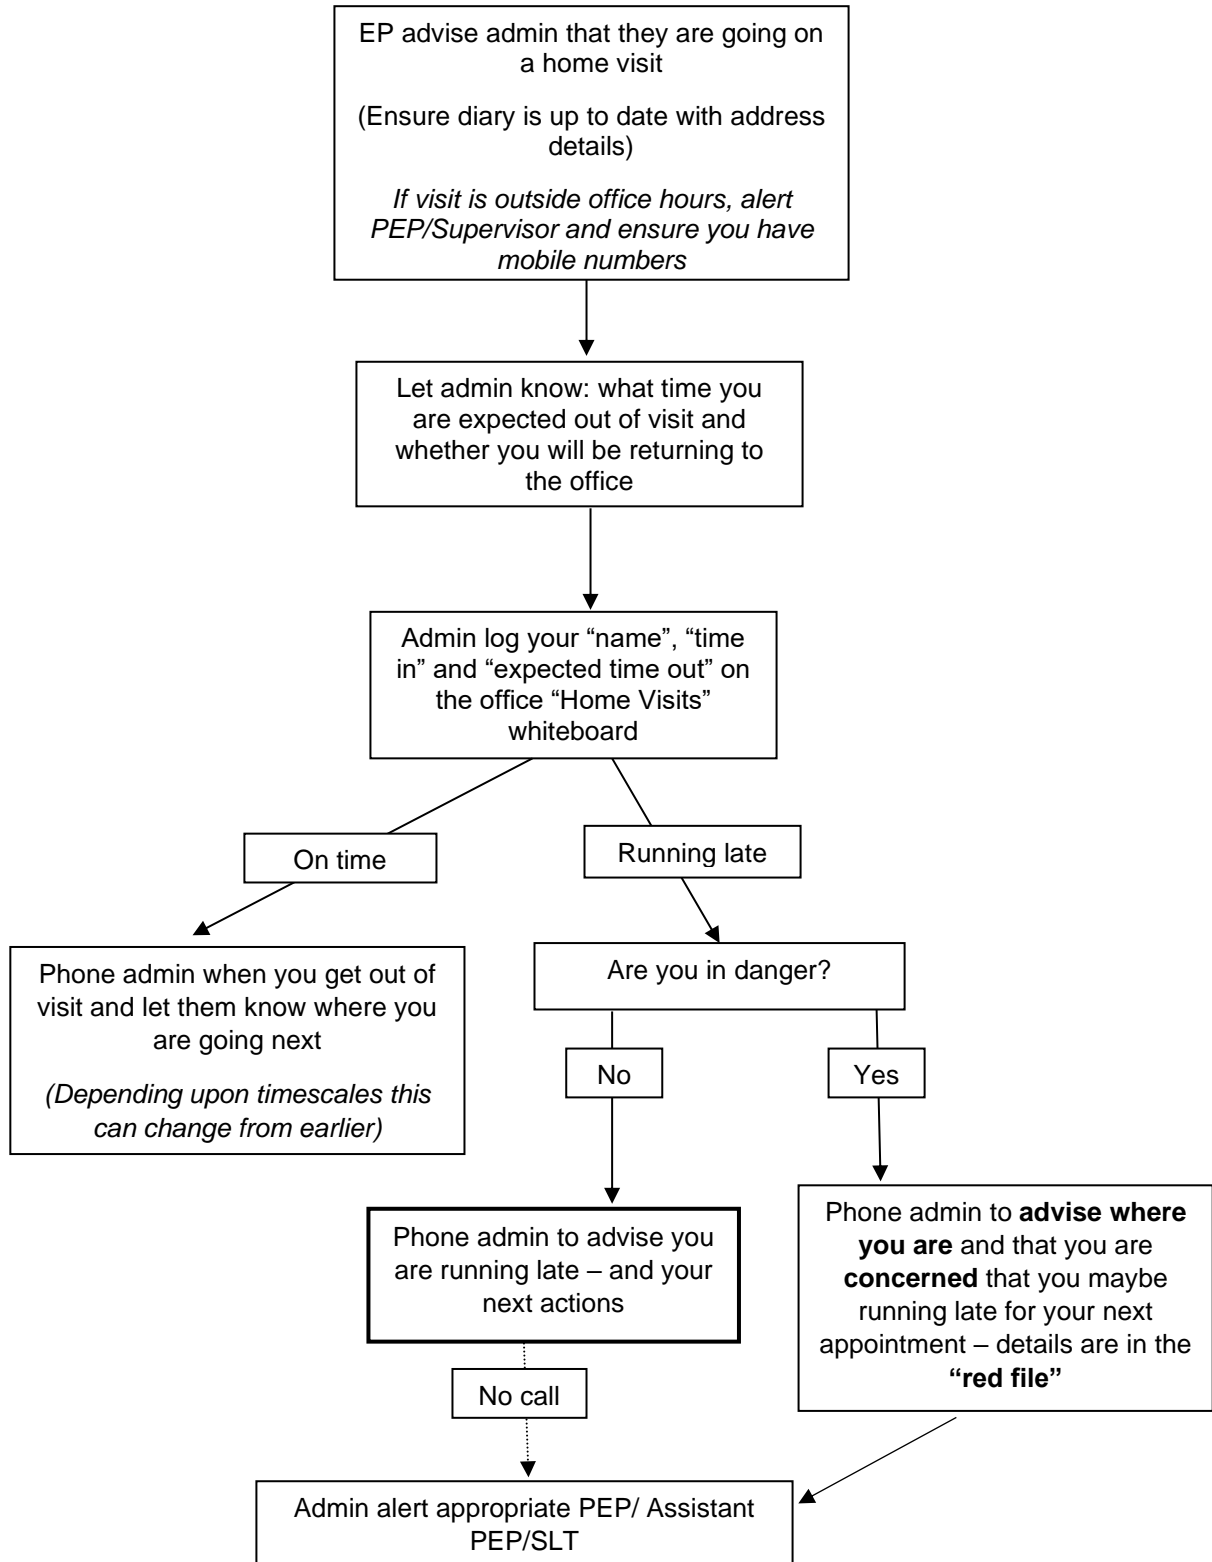 EP advise admin that they are going on
a home visit
(Ensure diary is up to date with address
details)
If visit is outside office hours, alert
PEP/Supervisor and ensure you have
mobile numbers
Let admin know: what time you
are expected out of visit and
whether you will be returning to
the office
Admin log your “name”, “time
in” and “expected time out” on
the office “Home Visits”
whiteboard
On time
Running late
Phone admin when you get out of
visit and let them know where you
are going next
(Depending upon timescales this
can change from earlier)
Are you in danger?
No
Yes
Phone admin to advise you
are running late – and your
next actions
Phone admin to advise where
you are and that you are
concerned that you maybe
running late for your next
appointment – details are in the
“red file”
No call
Admin alert appropriate PEP/ Assistant
PEP/SLT